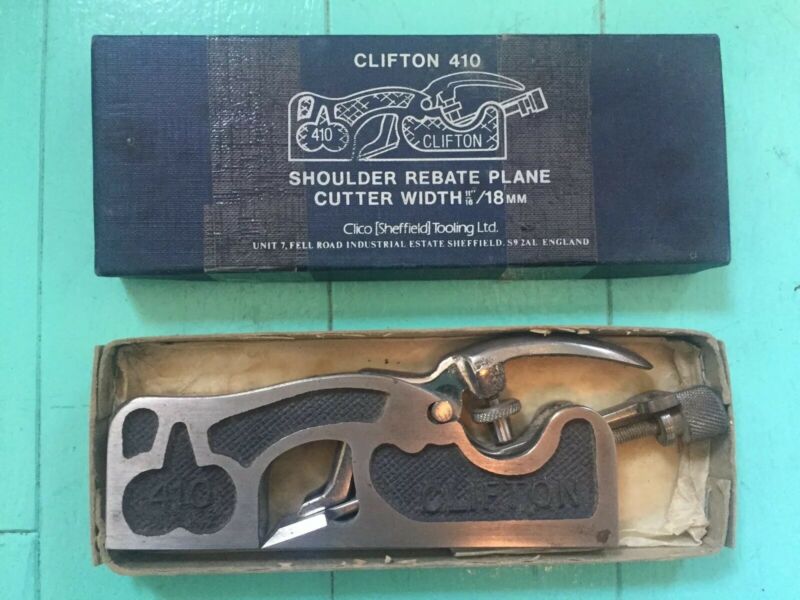 CLIFTON 410
410
CLIFTON
SHOULDER REBATE PLANE
CUTTER WIDTH 11/16"/18MM
Clico [Sheffield] Tooling Ltd.
UNIT 7, FELL ROAD INDUSTRIAL ESTATE SHEFFIELD. S9 2AL ENGLAND
410
CLIFTON